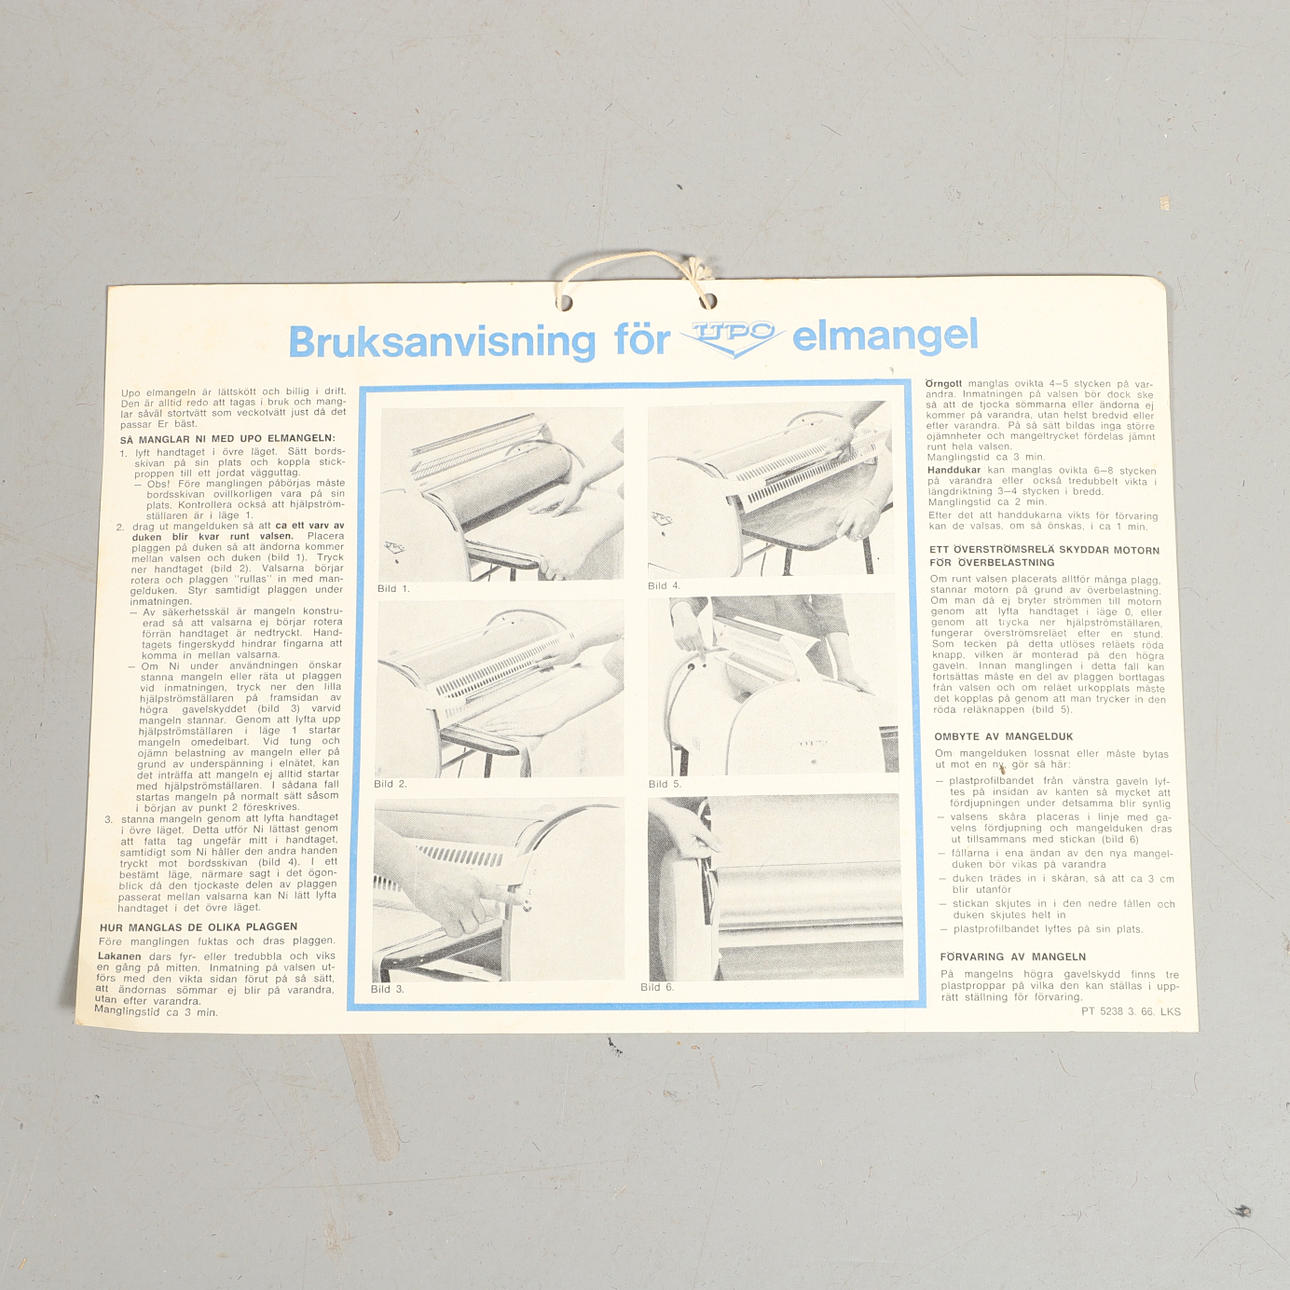 Bruksanvisning för UPO elmangel
Upo elmangeln är lättskött och billig i drift.
Den är alltid redo att tagas i bruk och mang-
lar såväl stortvätt som veckotvätt just då det
passar Er bäst.
SÅ MANGLAR NI MED UPO ELMANGELN:
1. lyft handtaget i övre läget. Sätt bords-
skivan på sin plats och koppla stick-
proppen till ett jordat vägguttag.
— Obs! Före manglingen påbörjas måste
bordsskivan ovillkorligen vara på sin
plats. Kontrollera också att hjälpström-
ställaren är i läge 1.
2. drag ut mangelduken så att ca ett varv av
duken blir kvar runt valsen. Placera
plaggen på duken så att ändorna kommer
mellan valsen och duken (bild 1). Tryck
ner handtaget (bild 2). Valsarna börjar
rotera och plaggen "rullas" in med man-
gelduken. Styr samtidigt plaggen under
inmatningen.
— Av säkerhetsskäl är mangeln konstru-
erad så att valsarna ej börjar rotera
förrän handtaget är nedtryckt. Hand-
tagets fingerskydd hindrar fingarna att
komma in mellan valsarna.
— Om Ni under användningen önskar
stanna mangeln eller räta ut plaggen
vid inmatningen, tryck ner den lilla
hjälpströmställaren på framsidan av
högra gavelskyddet (bild 3) varvid
mangeln stannar. Genom att lyfta upp
hjälpströmställaren i läge 1 startar
mangeln omedelbart. Vid tung och
ojämn belastning av mangeln eller på
grund av underspänning i elnätet, kan
det inträffa att mangeln ej alltid startar
med hjälpströmställaren. I sådana fall
startas mangeln på normalt sätt såsom
i början av punkt 2 föreskrives.
3. stanna mangeln genom att lyfta handtaget
i övre läget. Detta utför Ni lättast genom
att fatta tag ungefär mitt i handtaget,
samtidigt som Ni håller den andra handen
tryckt mot bordsskivan (bild 4). I ett
bestämt läge, närmare sagt i det ögon-
blick då den tjockaste delen av plaggen
passerat mellan valsarna kan Ni lätt lyfta
handtaget i det övre läget.
HUR MANGLAS DE OLIKA PLAGGEN
Före manglingen fuktas och dras plaggen.
Lakanen dars fyr- eller tredubbla och viks
en gång på mitten. Inmatning på valsen ut-
förs med den vikta sidan förut på så sätt,
att ändornas sömmar ej blir på varandra,
utan efter varandra.
Manglingstid ca 3 min.
Bild 1.
Bild 2.
Bild 3.
Bild 4.
Bild 5.
Bild 6.
Örngott manglas ovikta 4—5 stycken på var-
andra. Inmatningen på valsen bör dock ske
så att de tjocka sömmarna eller ändorna ej
kommer på varandra, utan helst bredvid eller
efter varandra. På så sätt bildas inga större
ojämnheter och mangeltrycket fördelas jämnt
runt hela valsen.
Manglingstid ca 3 min.
Handdukar kan manglas ovikta 6—8 stycken
på varandra eller också tredubbelt vikta i
längdriktning 3—4 stycken i bredd.
Manglingstid ca 2 min.
Efter det att handdukarna vikts för förvaring
kan de valsas, om så önskas, i ca 1 min.
ETT ÖVERSTRÖMSRELÄ SKYDDAR MOTORN
FÖR ÖVERBELASTNING
Om runt valsen placerats alltför många plagg,
stannar motorn på grund av överbelastning.
Om man då ej bryter strömmen till motorn
genom att lyfta handtaget i läge 0, eller
genom att trycka ner hjälpströmställaren,
fungerar överströmsreläet efter en stund.
Som tecken på detta utlöses reläets röda
knapp, vilken är monterad på den högra
gaveln. Innan manglingen i detta fall kan
fortsättas måste en del av plaggen borttagas
från valsen och om reläet urkopplats måste
det kopplas på genom att man trycker in den
röda reläknappen (bild 5).
OMBYTE AV MANGELDUK
Om mangelduken lossnat eller måste bytas
ut mot en ny, gör så här:
— plastprofilbandet från vänstra gaveln lyf-
tes på insidan av kanten så mycket att
fördjupningen under detsamma blir synlig
— valsens skåra placeras i linje med ga-
velns fördjupning och mangelduken dras
ut tillsammans med stickan (bild 6)
— fållarna i ena ändan av den nya mangel-
duken bör vikas på varandra
— duken trädes in i skåran, så att ca 3 cm
blir utanför
— stickan skjutes in i den nedre fållen och
duken skjutes helt in
— plastprofilbandet lyftes på sin plats.
FÖRVARING AV MANGELN
På mangelns högra gavelskydd finns tre
plastproppar på vilka den kan ställas i upp-
rätt ställning för förvaring.
PT 5238 3. 66. LKS